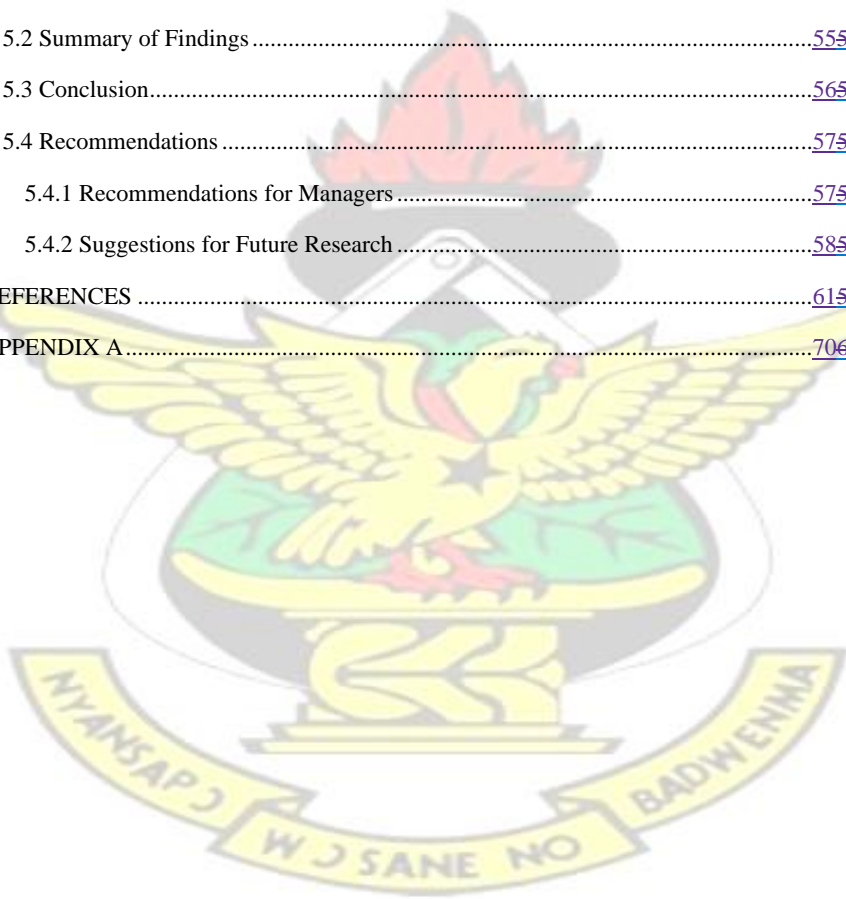 5.2 Summary of Findings ........................................................................................................555
5.3 Conclusion........................................................................................................................565
5.4 Recommendations ............................................................................................................575
5.4.1 Recommendations for Managers ................................................................................575
5.4.2 Suggestions for Future Research ................................................................................585
EFERENCES ............................................................................................................................615
PPENDIX A..............................................................................................................................706
NYANSAPƆ WƆ SANE NO BADWENMA